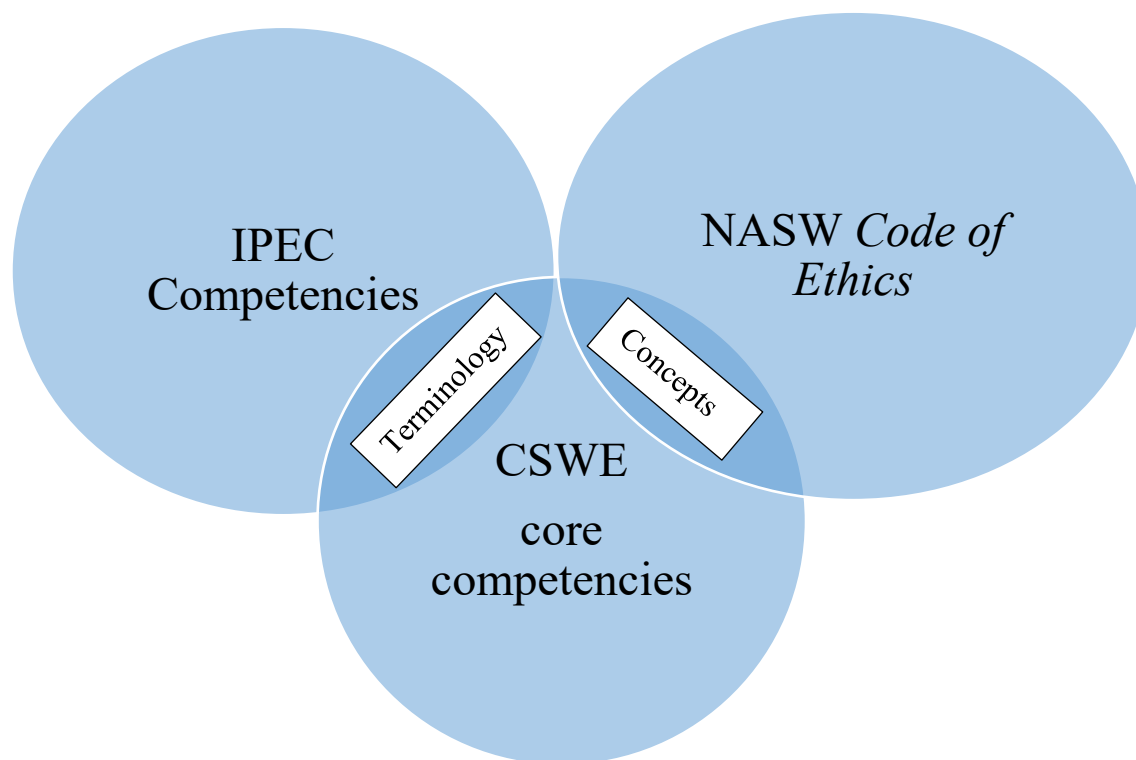 IPEC
Competencies
NASW Code of
Ethics
Terminology
Concepts
CSWE
core
competencies